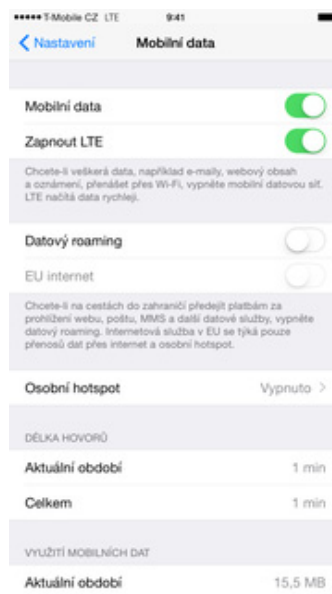 T-Mobile CZ LTE 9:41
Nastavení Mobilní data
Mobilní data
Zapnout LTE
Chcete-li veškerá data, například e-maily, webový obsah
a oznámení, přenášet přes Wi-Fi, vypněte mobilní datovou síť.
LTE načítá data rychleji.
Datový roaming
EU internet
Chcete-li na cestách do zahraničí předejít platbám za
prohlížení webu, poštu, MMS a další datové služby, vypněte
datový roaming. Internetová služba v EU se týká pouze
přenosů dat přes internet a osobní hotspot.
Osobní hotspot Vypnuto
DÉLKA HOVORŮ
Aktuální období 1 min
Celkem 1 min
VYUŽITÍ MOBILNÍCH DAT
Aktuální období 15,5 MB